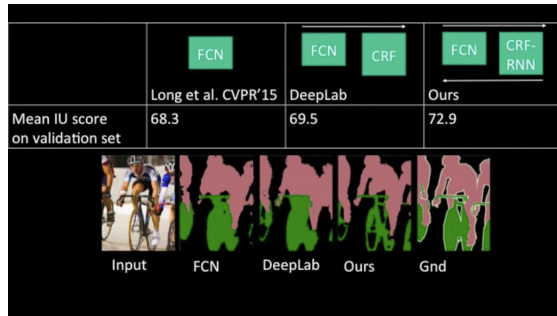 FCN
FCN
CRF
FCN
CRF-
RNN
Long et al. CVPR'15
DeepLab
Ours
Mean IU score
on validation set
68.3
69.5
72.9
Input
FCN
DeepLab
Ours
Gnd